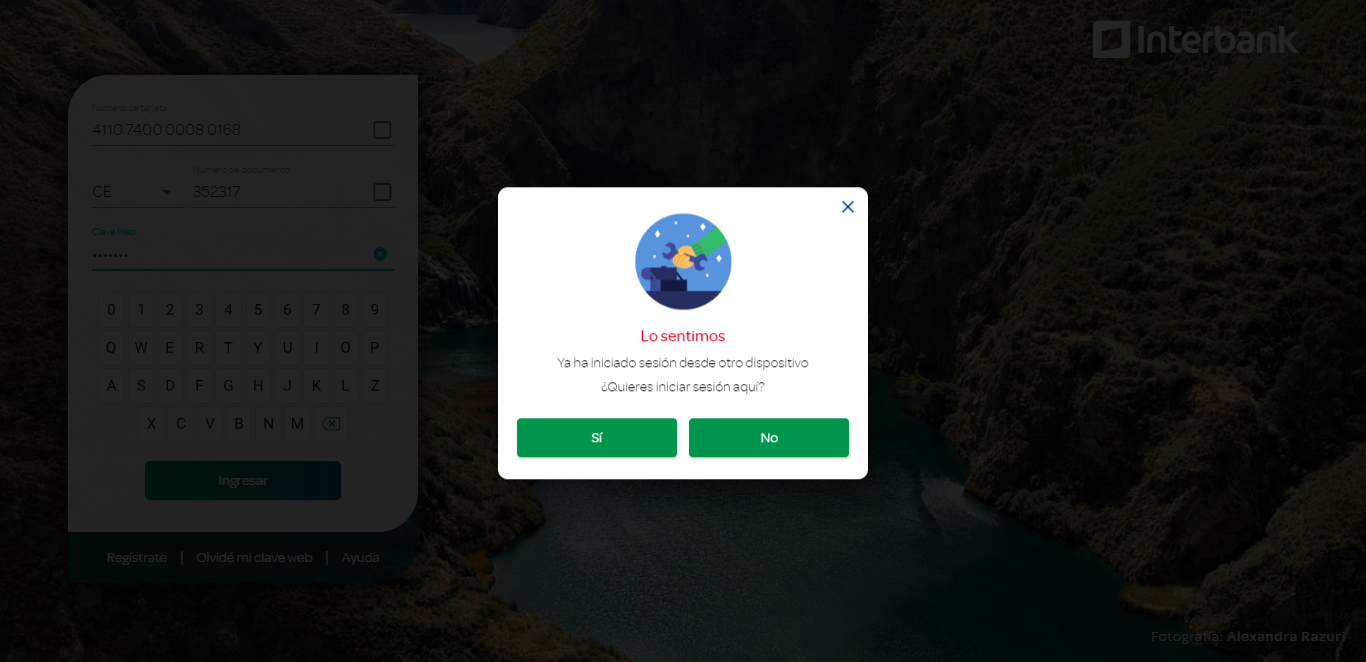 Interbank
Número de tarjeta
4110 7400 0008 0168
Número de documento
CE 352317
Clave Web
•••••••
0 1 2 3 4 5 6 7 8 9
Q W E R T Y U I O P
A S D F G H J K L Z
X C V B N M
Ingresar
Regístrate | Olvidé mi clave web | Ayuda
Lo sentimos
Ya ha iniciado sesión desde otro dispositivo
¿Quieres iniciar sesión aquí?
Sí No
Fotografía: Alexandra Razuri